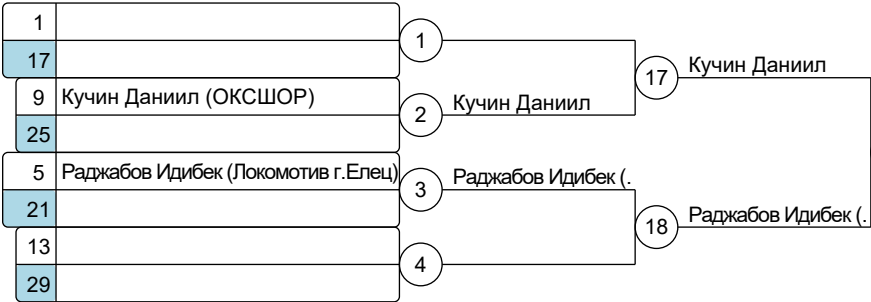 1
17
1
9 Кучин Даниил (ОКСШОР)
25
2
Кучин Даниил
17
Кучин Даниил
5 Раджабов Идибек (Локомотив г.Елец)
21
3
Раджабов Идибек (.
13
29
4
18
Раджабов Идибек (.